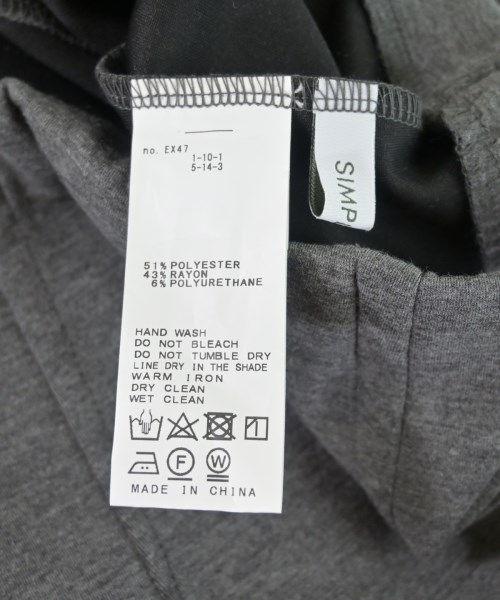 no. EX47
1-10-1
5-14-3
SIMP
51% POLYESTER
43% RAYON
6% POLYURETHANE
HAND WASH
DO NOT BLEACH
DO NOT TUMBLE DRY
LINE DRY IN THE SHADE
WARM IRON
DRY CLEAN
WET CLEAN
F
W
MADE IN CHINA